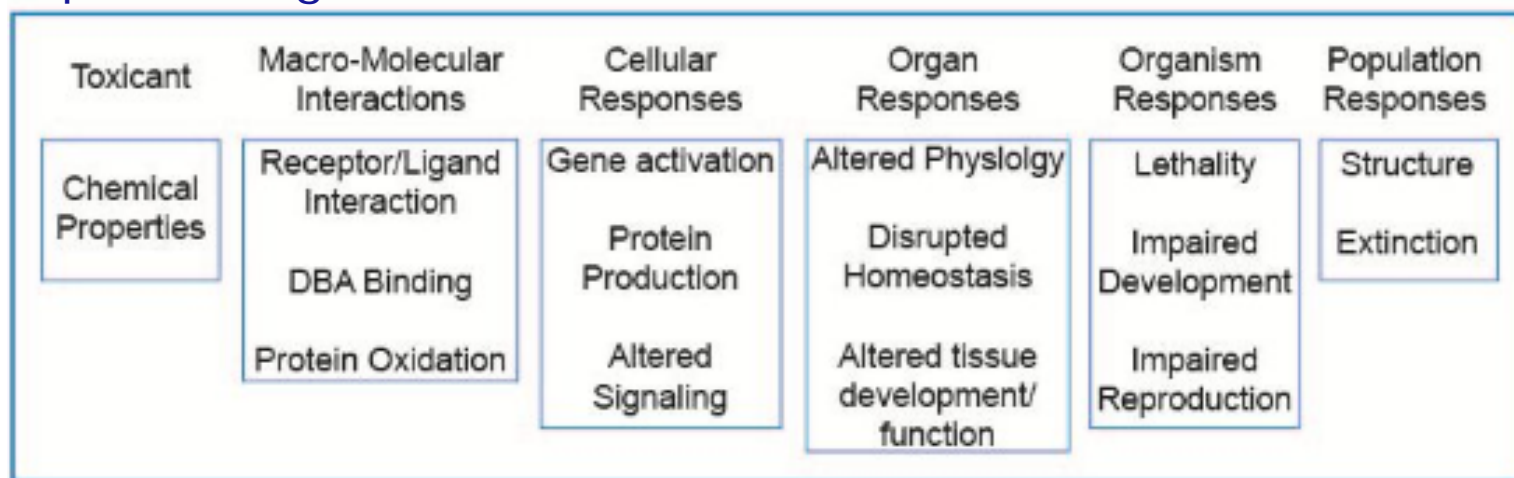 Toxicant
Chemical
Properties
Macro-Molecular
Interactions
Receptor/Ligand
Interaction
DBA Binding
Protein Oxidation
Cellular
Responses
Gene activation
Protein
Production
Altered
Signaling
Organ
Responses
Altered Physlolgy
Disrupted
Homeostasis
Altered tissue
development/
function
Organism
Responses
Lethality
Impaired
Development
Impaired
Reproduction
Population
Responses
Structure
Extinction